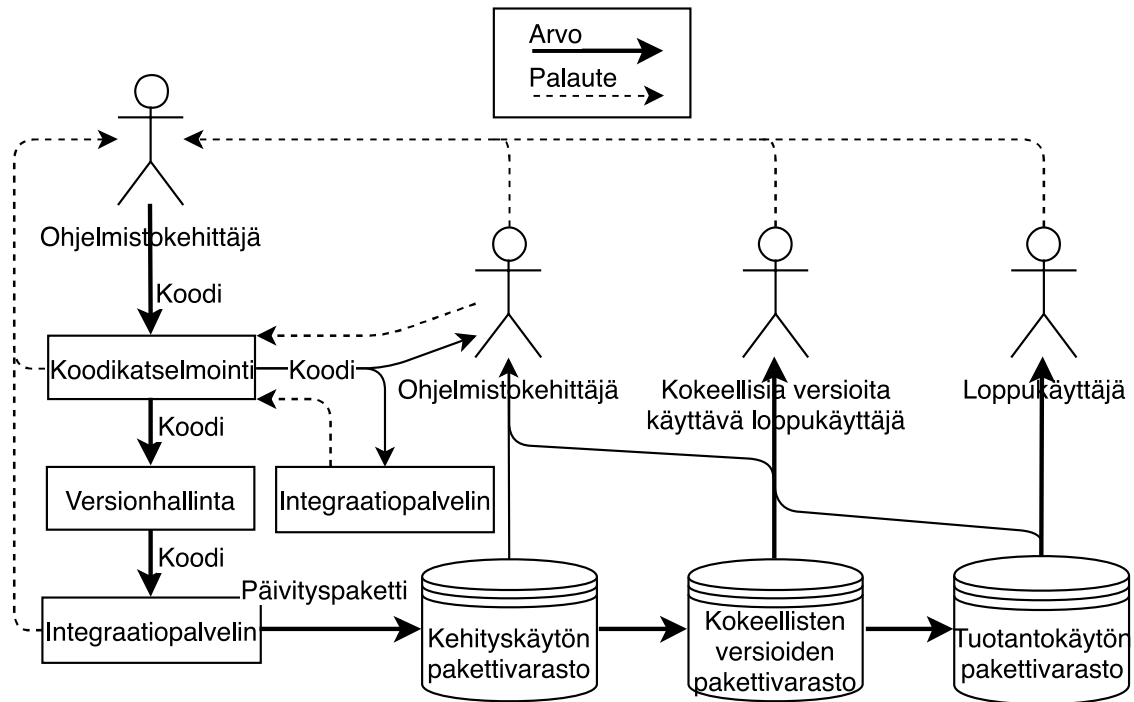 Arvo
Palaute
Ohjelmistokehittäjä
Koodi
Koodikatselmointi
Koodi
Ohjelmistokehittäjä
Kokeellisia versioita
käyttävä loppukäyttäjä
Loppukäyttäjä
Koodi
Versionhallinta
Integraatiopalvelin
Koodi
Päivityspaketti
Integraatiopalvelin
Kehityskäytön
pakettivarasto
Kokeellisten
versioiden
pakettivarasto
Tuotantokäytön
pakettivarasto